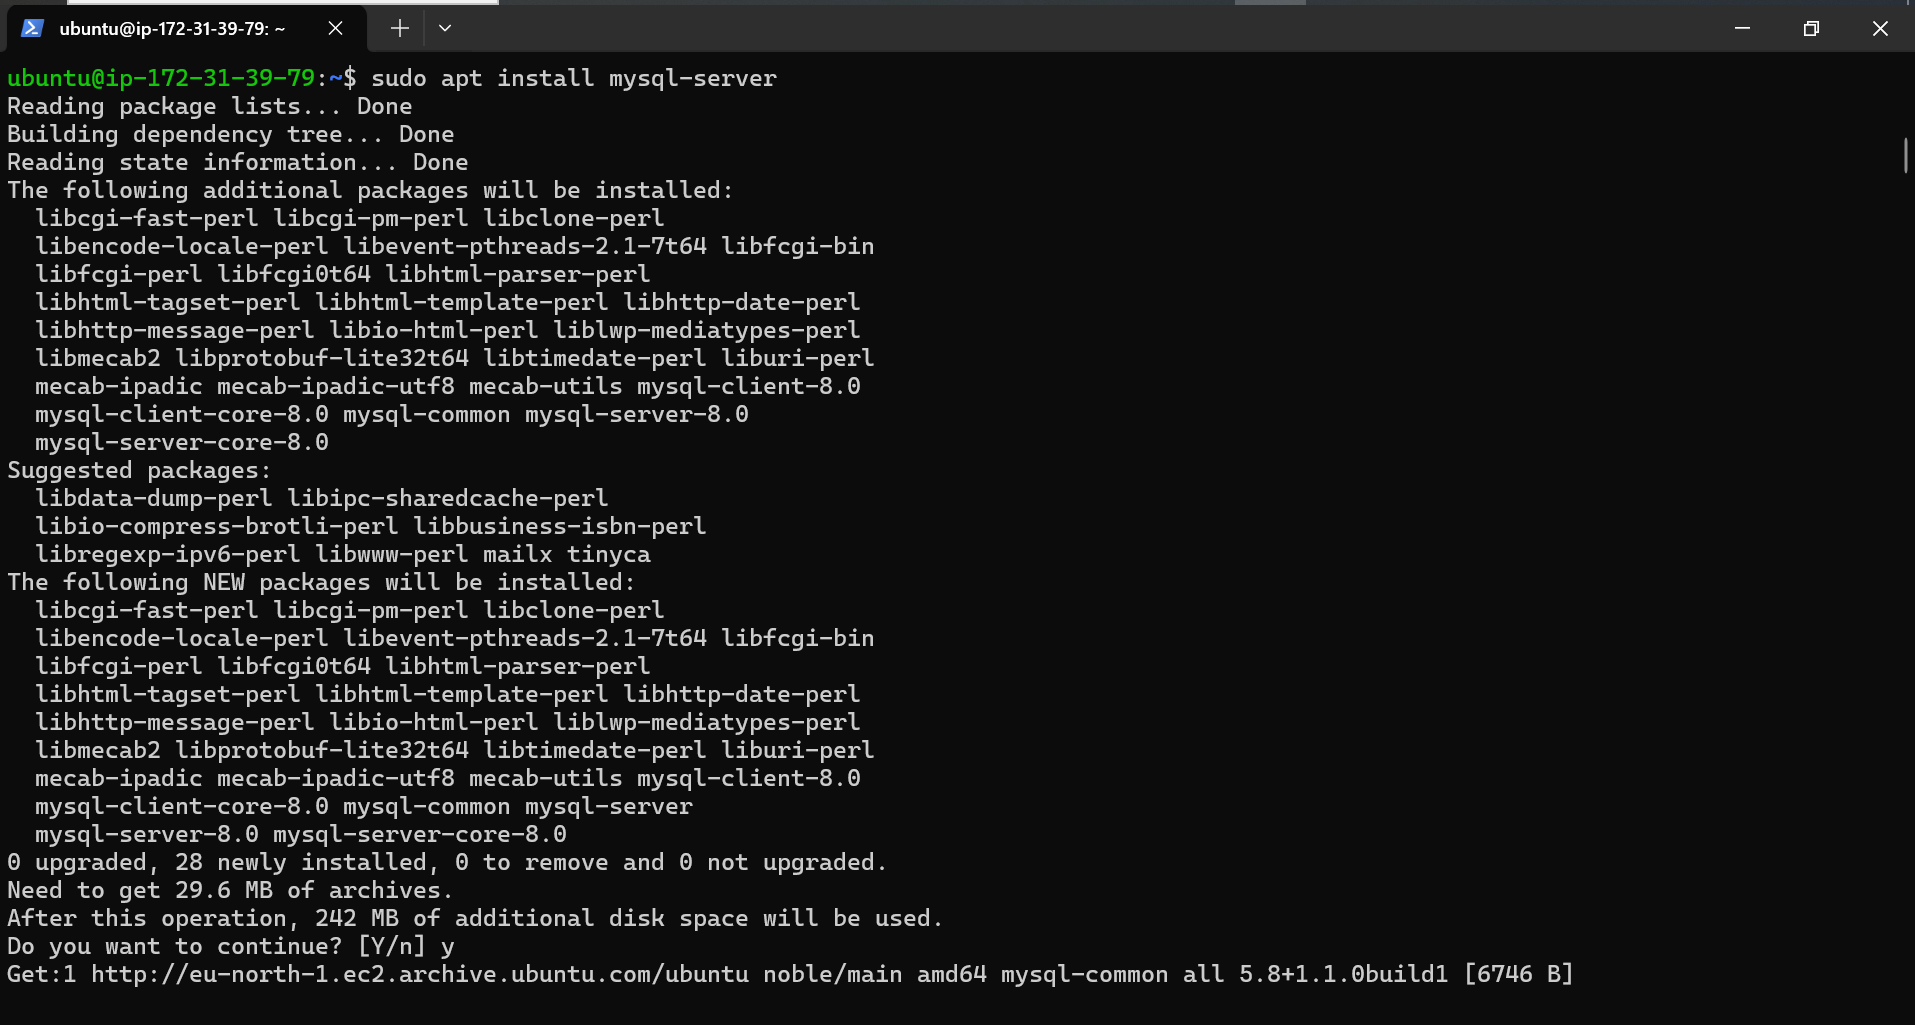 ubuntu@ip-172-31-39-79: ~
ubuntu@ip-172-31-39-79:~$ sudo apt install mysql-server
Reading package lists... Done
Building dependency tree... Done
Reading state information... Done
The following additional packages will be installed:
  libcgi-fast-perl libcgi-pm-perl libclone-perl
  libencode-locale-perl libevent-pthreads-2.1-7t64 libfcgi-bin
  libfcgi-perl libfcgi0t64 libhtml-parser-perl
  libhtml-tagset-perl libhtml-template-perl libhttp-date-perl
  libhttp-message-perl libio-html-perl liblwp-mediatypes-perl
  libmecab2 libprotobuf-lite32t64 libtimedate-perl liburi-perl
  mecab-ipadic mecab-ipadic-utf8 mecab-utils mysql-client-8.0
  mysql-client-core-8.0 mysql-common mysql-server-8.0
  mysql-server-core-8.0
Suggested packages:
  libdata-dump-perl libipc-sharedcache-perl
  libio-compress-brotli-perl libbusiness-isbn-perl
  libregexp-ipv6-perl libwww-perl mailx tinyca
The following NEW packages will be installed:
  libcgi-fast-perl libcgi-pm-perl libclone-perl
  libencode-locale-perl libevent-pthreads-2.1-7t64 libfcgi-bin
  libfcgi-perl libfcgi0t64 libhtml-parser-perl
  libhtml-tagset-perl libhtml-template-perl libhttp-date-perl
  libhttp-message-perl libio-html-perl liblwp-mediatypes-perl
  libmecab2 libprotobuf-lite32t64 libtimedate-perl liburi-perl
  mecab-ipadic mecab-ipadic-utf8 mecab-utils mysql-client-8.0
  mysql-client-core-8.0 mysql-common mysql-server
  mysql-server-8.0 mysql-server-core-8.0
0 upgraded, 28 newly installed, 0 to remove and 0 not upgraded.
Need to get 29.6 MB of archives.
After this operation, 242 MB of additional disk space will be used.
Do you want to continue? [Y/n] y
Get:1 http://eu-north-1.ec2.archive.ubuntu.com/ubuntu noble/main amd64 mysql-common all 5.8+1.1.0build1 [6746 B]